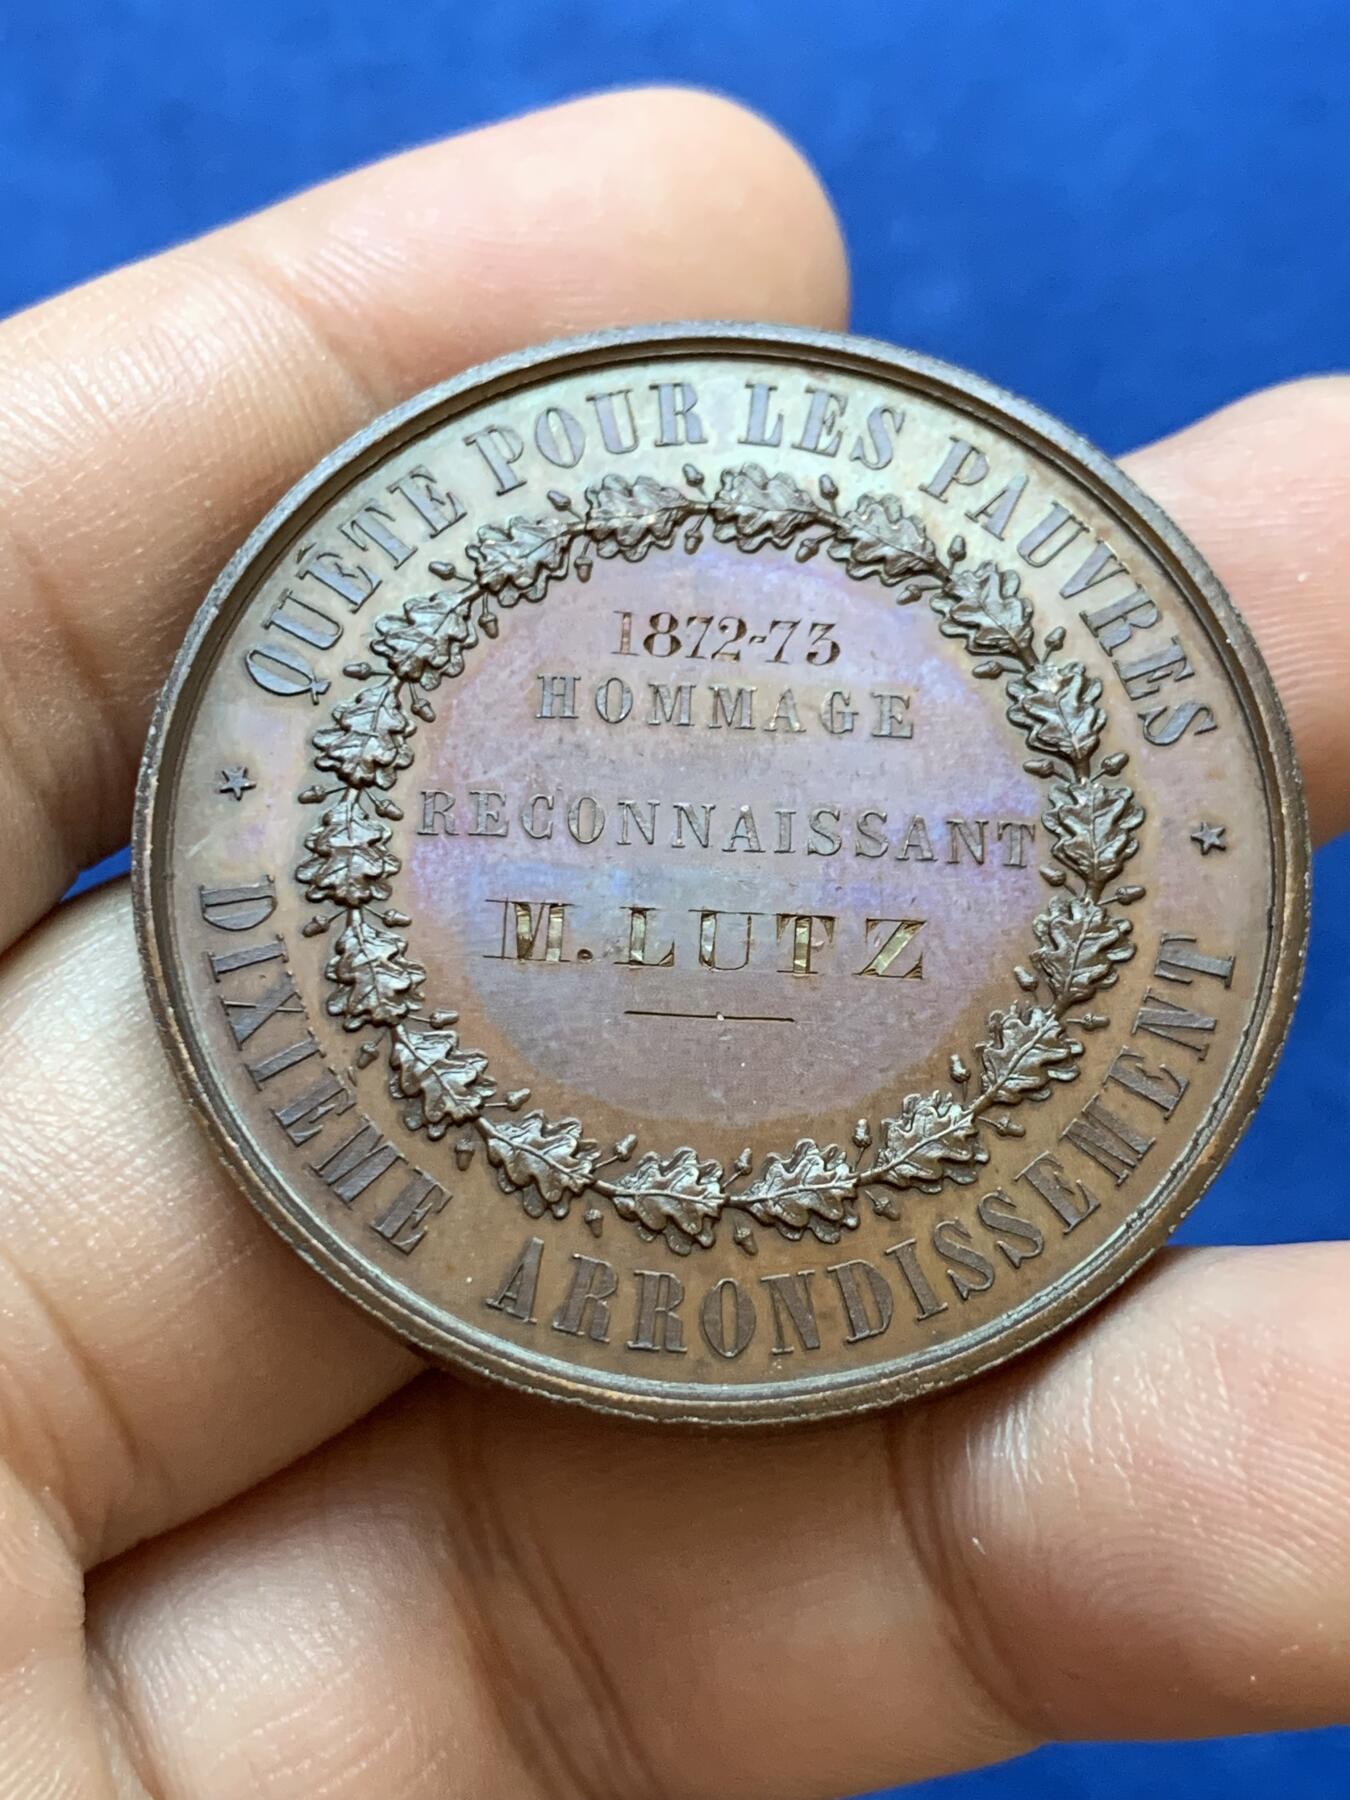 QUÊTE POUR LES PAUVRES
1872-73
HOMMAGE
RECONNAISSANT
M. LUTZ
DIXIÈME ARRONDISSEMENT